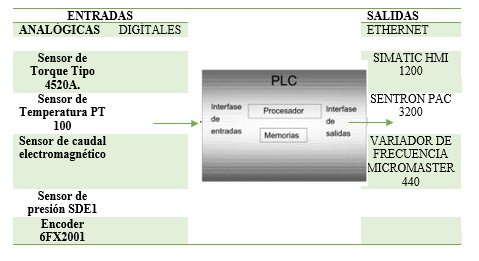 ENTRADAS
SALIDAS
ANALÓGICAS DIGITALES
ETHERNET
Sensor de
Torque Tipo
4520A.
Sensor de
Temperatura PT
100
Sensor de caudal
electromagnético
Sensor de
presión SDE1
Encoder
6FX2001
PLC
Interfase
de
entradas
Procesador
Memorias
Interfase
de
salidas
SIMATIC HMI
1200
SENTRON PAC
3200
VARIADOR DE
FRECUENCIA
MICROMASTER
440